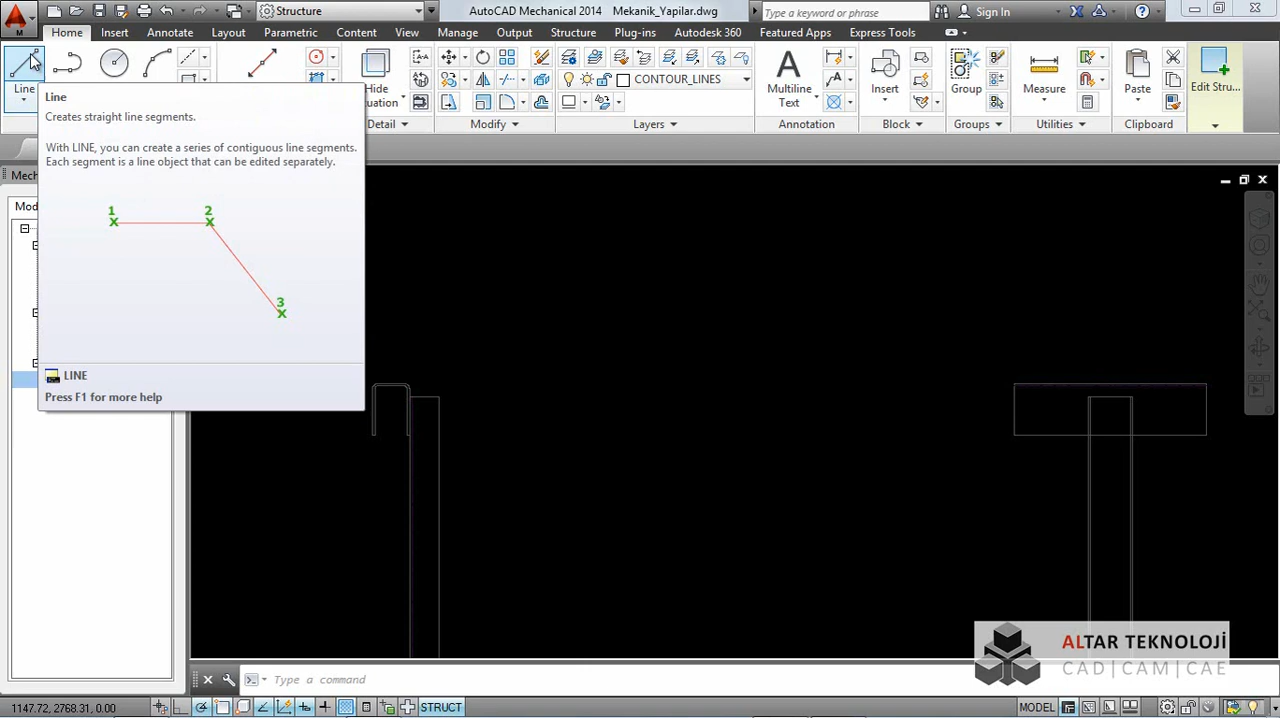 Structure
AutoCAD Mechanical 2014 Mekanik_Yapilar.dwg
Type a keyword or phrase
Sign In
M
Home
Insert
Annotate
Layout
Parametric
Content
View
Manage
Output
Structure
Plug-ins
Autodesk 360
Featured Apps
Express Tools
Line
Hide
Detail
Modify
CONTOUR_LINES
Layers
A
Multiline
Text
Annotation
Insert
Block
Group
Groups
Measure
Utilities
Paste
Clipboard
Edit Stru...
Line
Creates straight line segments.
With LINE, you can create a series of contiguous line segments.
Each segment is a line object that can be edited separately.
1
2
3
LINE
Press F1 for more help
ALTAR TEKNOLOJİ
CAD|CAM|CAE
Type a command
1147.72, 2768.31, 0.00
STRUCT
MODEL